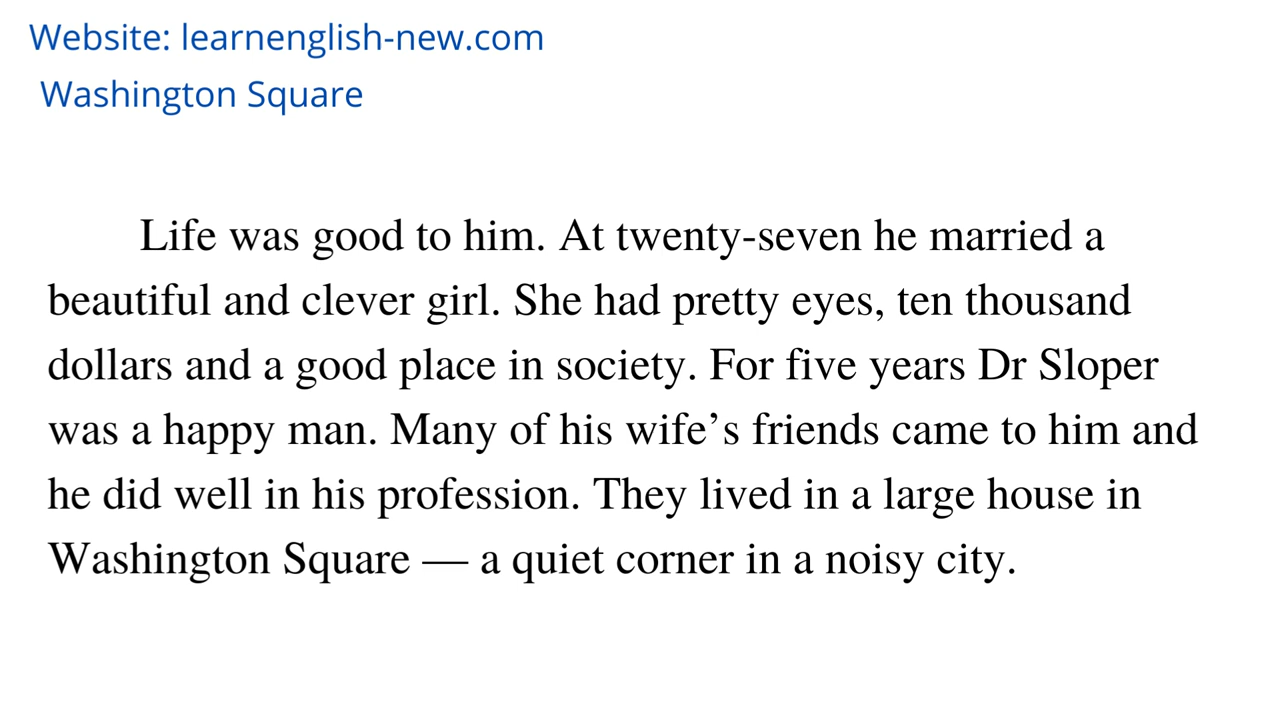 Website: learnenglish-new.com
Washington Square
Life was good to him. At twenty-seven he married a
beautiful and clever girl. She had pretty eyes, ten thousand
dollars and a good place in society. For five years Dr Sloper
was a happy man. Many of his wife’s friends came to him and
he did well in his profession. They lived in a large house in
Washington Square — a quiet corner in a noisy city.